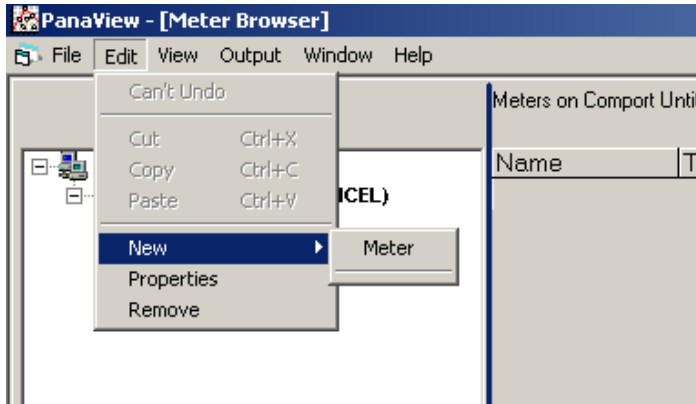 PanaView - [Meter Browser]
File Edit View Output Window Help
Can't Undo
Meters on Comport Unti
Cut Ctrl+X
Name T
Copy Ctrl+C
ICEL)
Paste Ctrl+V
New Meter
Properties
Remove